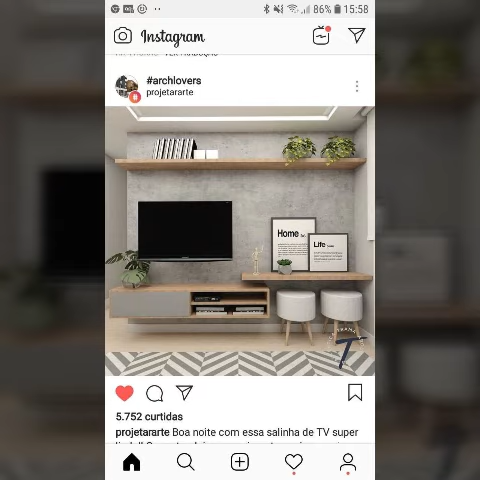 86% 15:58
Instagram
#archlovers
projetararte
Home
Life
5.752 curtidas
projetararte Boa noite com essa salinha de TV super